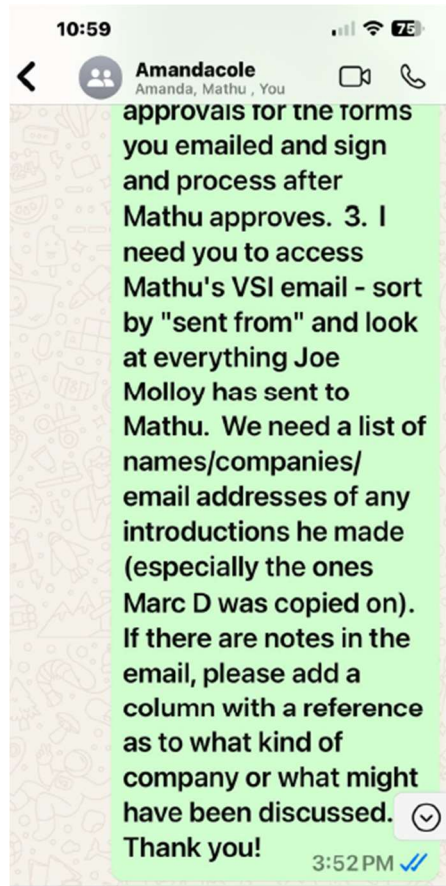 10:59
75
Amandacole
Amanda, Mathu , You
approvals for the forms
you emailed and sign
and process after
Mathu approves.  3. I
need you to access
Mathu's VSI email - sort
by "sent from" and look
at everything Joe
Molloy has sent to
Mathu.  We need a list of
names/companies/
email addresses of any
introductions he made
(especially the ones
Marc D was copied on).
If there are notes in the
email, please add a
column with a reference
as to what kind of
company or what might
have been discussed.
Thank you!
3:52 PM